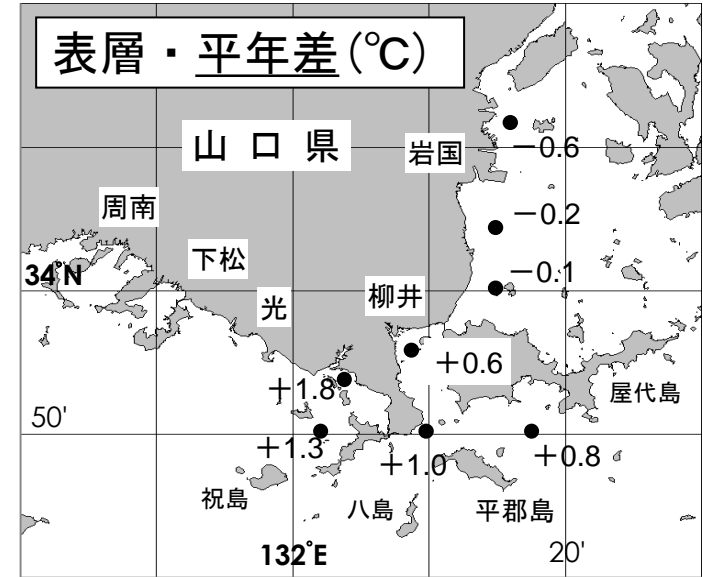 表層・平年差(℃)
山口県
岩国
－0.6
周南
－0.2
下松
34°N
－0.1
光
柳井
＋0.6
＋1.8
屋代島
50'
＋1.3
＋1.0
＋0.8
祝島
八島
平郡島
132°E
20'